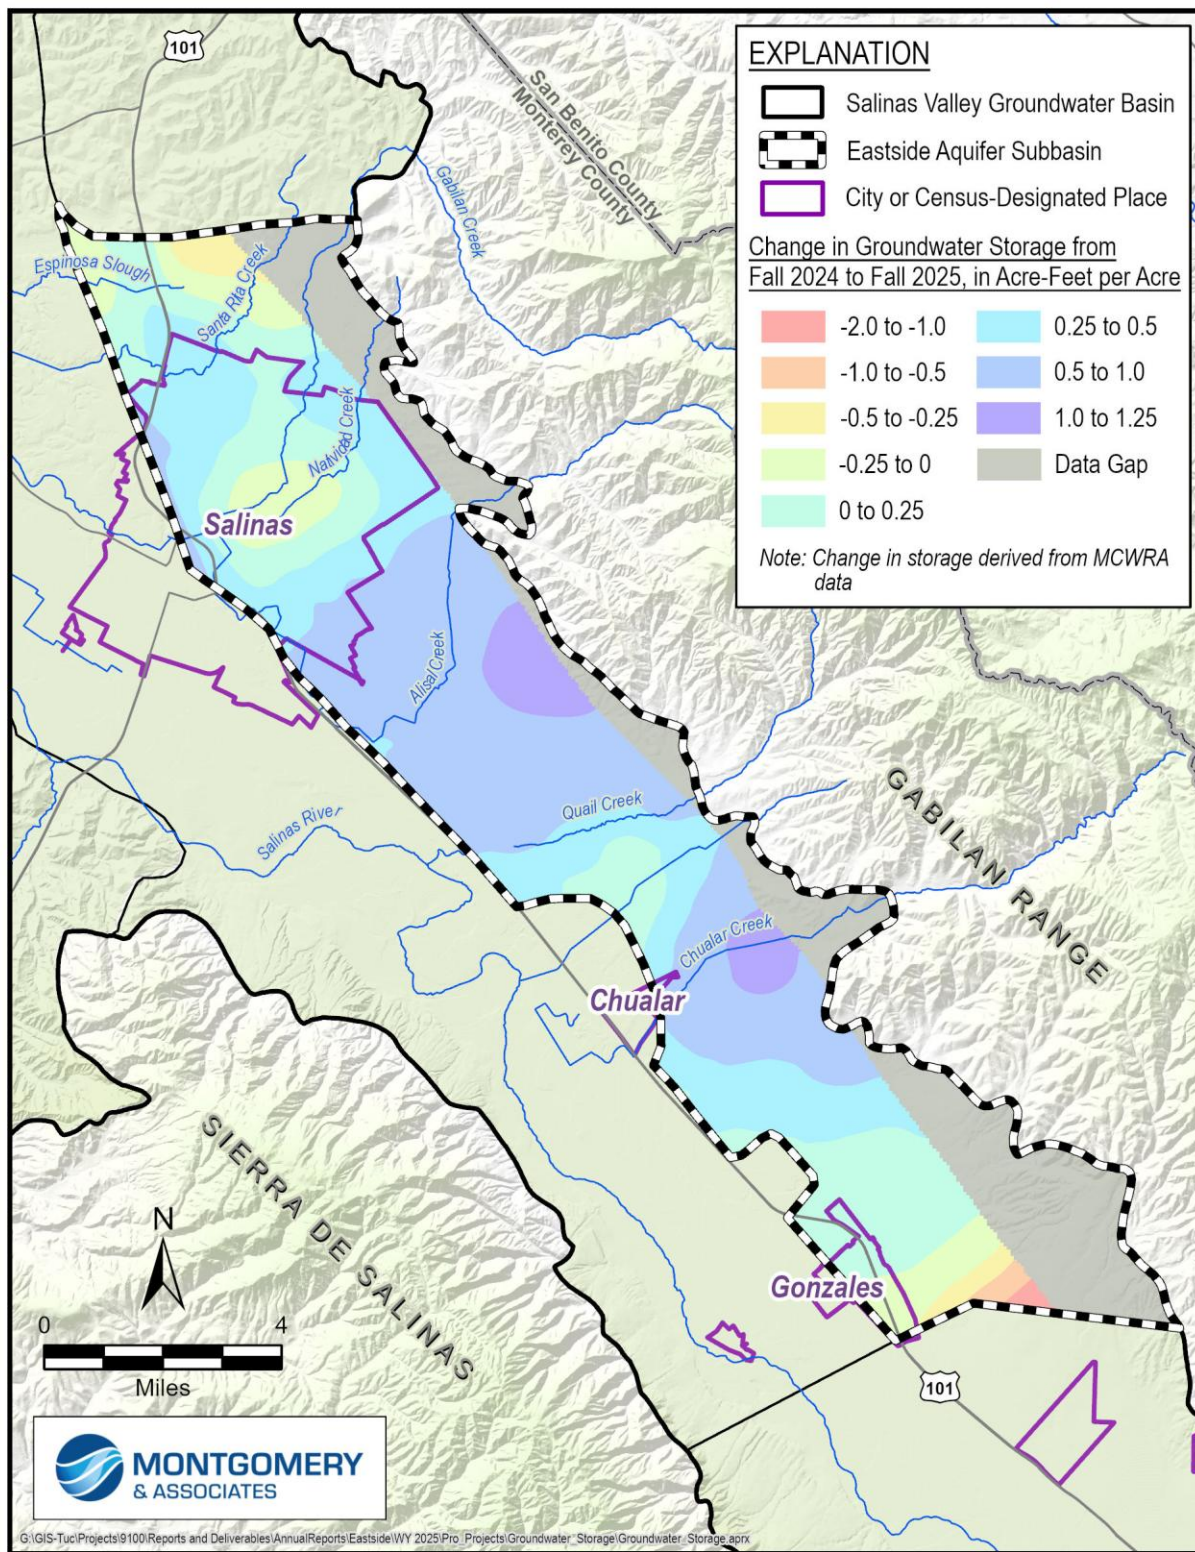 101
San Benito County
Monterey County
Gabilan Creek
Espinosa Slough
Santa Rita Creek
Natividad Creek
Salinas
Alisal Creek
Quail Creek
Salinas River
GABILAN RANGE
Chualar Creek
Chualar
SIERRA DE SALINAS
Gonzales
101
N
0 4
Miles
EXPLANATION
Salinas Valley Groundwater Basin
Eastside Aquifer Subbasin
City or Census-Designated Place
Change in Groundwater Storage from
Fall 2024 to Fall 2025, in Acre-Feet per Acre
-2.0 to -1.0
-1.0 to -0.5
-0.5 to -0.25
-0.25 to 0
0 to 0.25
0.25 to 0.5
0.5 to 1.0
1.0 to 1.25
Data Gap
Note: Change in storage derived from MCWRA
data
MONTGOMERY
& ASSOCIATES
G:\GIS-Tuc\Projects\9100\Reports and Deliverables\AnnualReports\Eastside\WY 2025\Pro_Projects\Groundwater_Storage\Groundwater_Storage.aprx